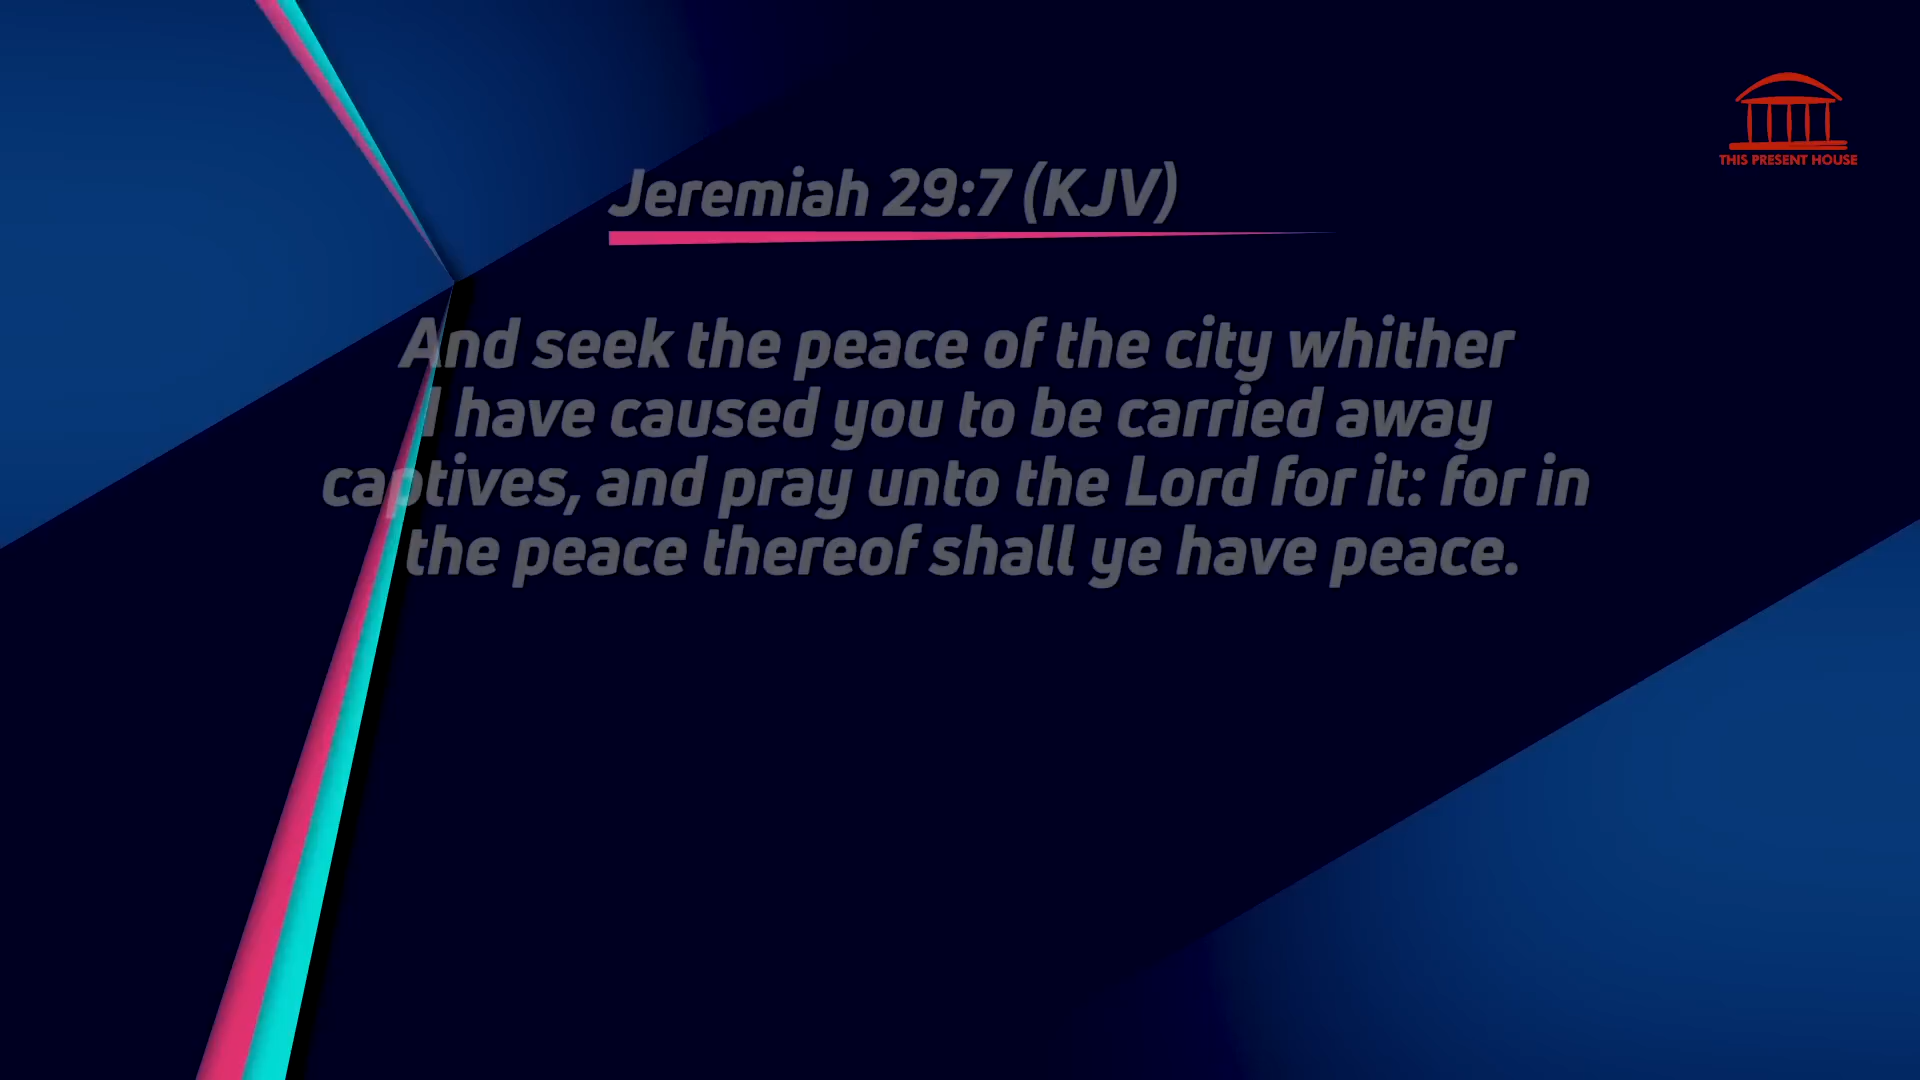 THIS PRESENT HOUSE
Jeremiah 29:7 (KJV)
And seek the peace of the city whither
I have caused you to be carried away
captives, and pray unto the Lord for it: for in
the peace thereof shall ye have peace.